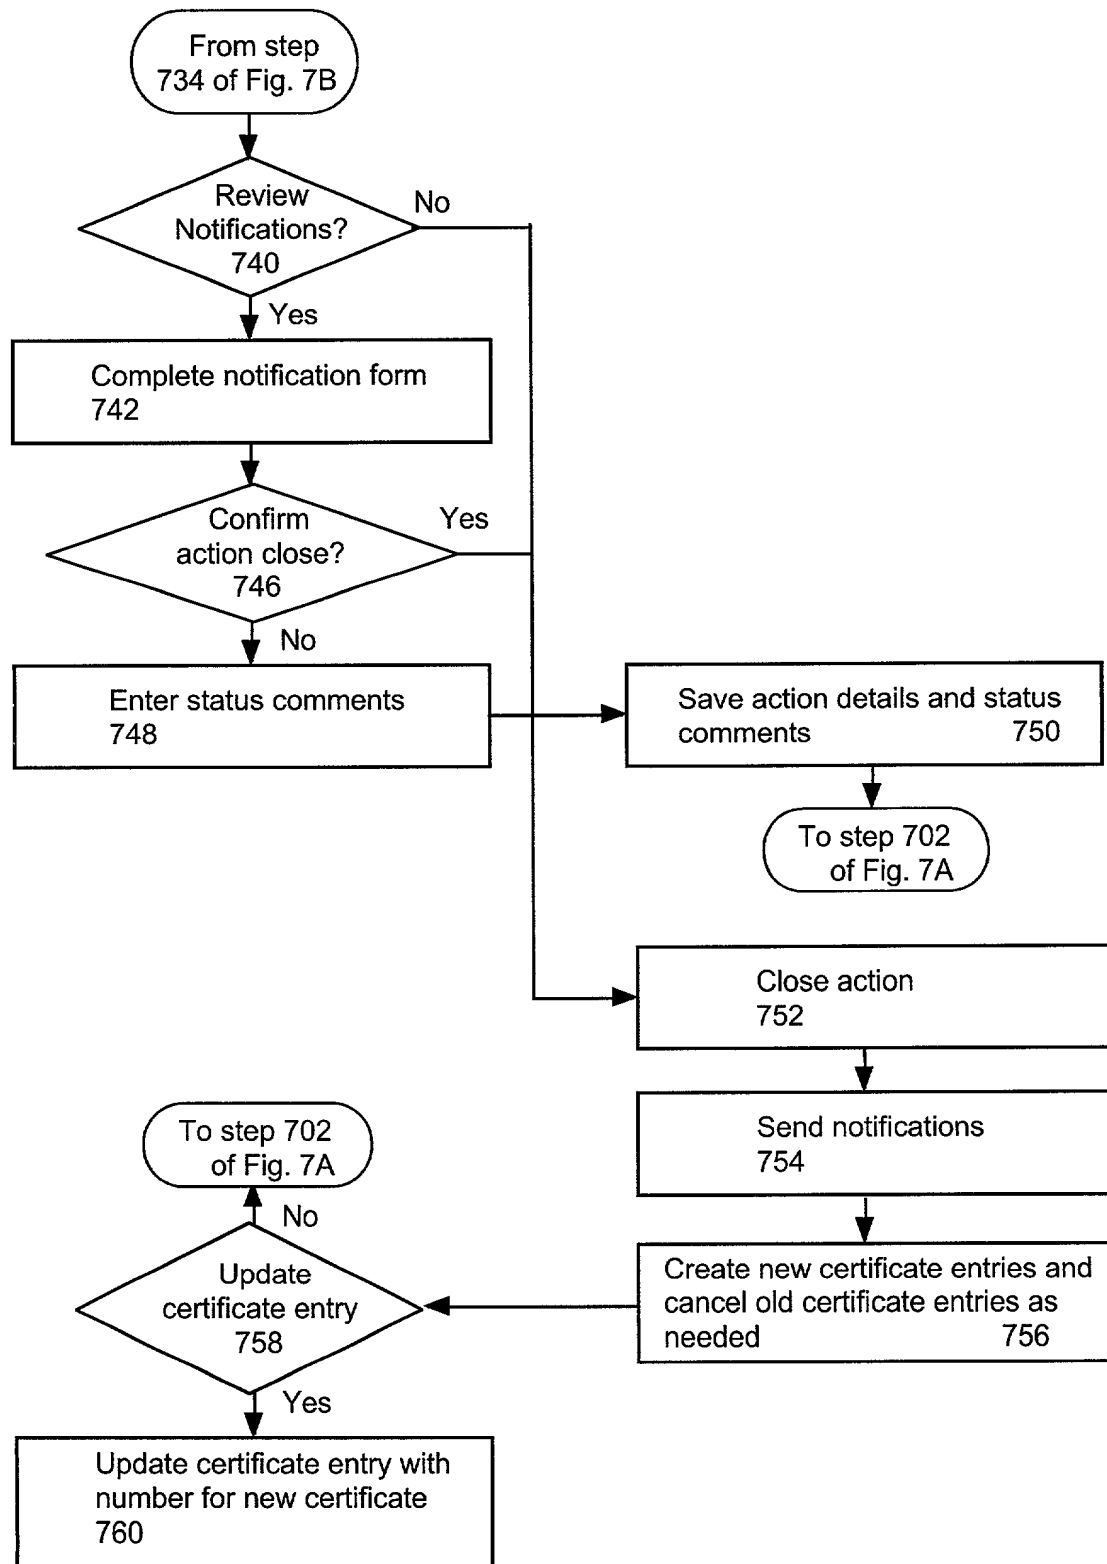 From step
734 of Fig. 7B
Review
Notifications?
740
No
Yes
Complete notification form
742
Confirm
action close?
746
Yes
No
Enter status comments
748
Save action details and status
comments 750
To step 702
of Fig. 7A
Close action
752
Send notifications
754
Create new certificate entries and
cancel old certificate entries as
needed 756
To step 702
of Fig. 7A
No
Update
certificate entry
758
Yes
Update certificate entry with
number for new certificate
760